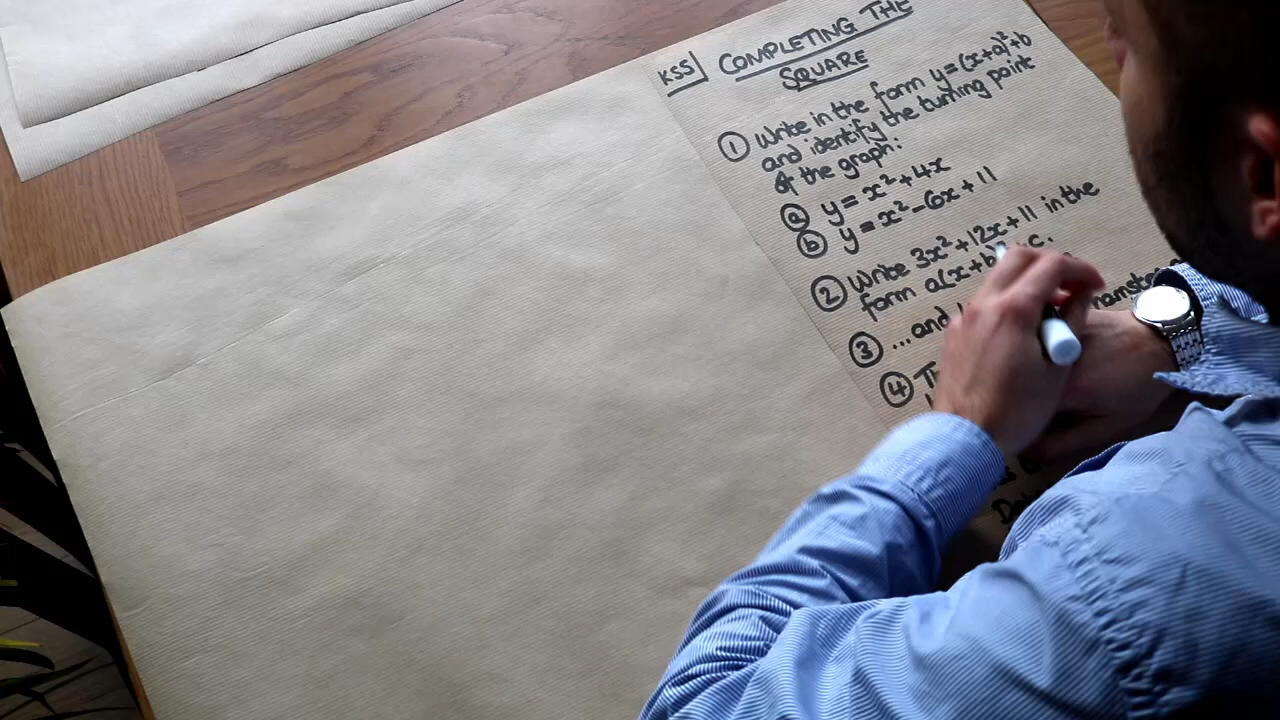 KS5
COMPLETING THE
SQUARE
① Write in the form y=(x+a)²+b
and identify the turning point
of the graph:
ⓐ y = x²+4x
ⓑ y = x²-6x+11
② Write 3x²+12x+11 in the
form a(x+b)² c.
③ ...and
④